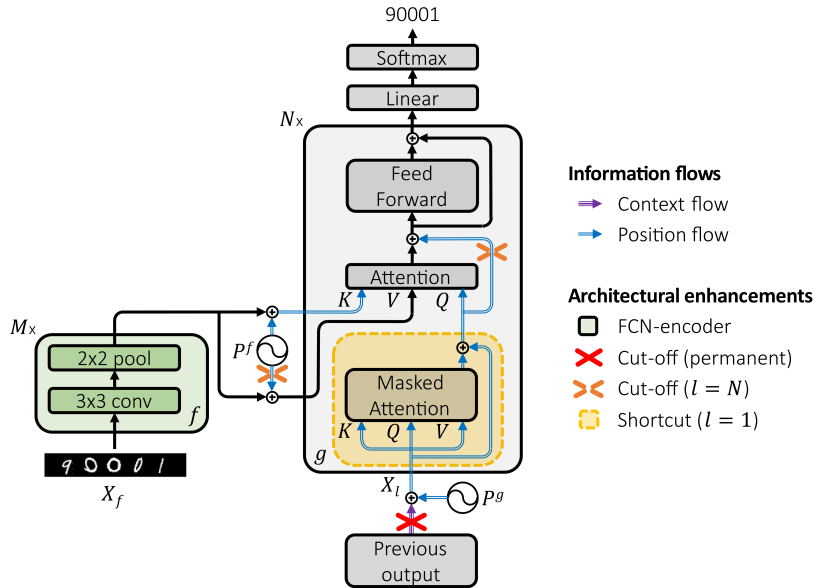 90001
Softmax
Linear
Nx
Feed
Forward
Attention
K V Q
Mx
2x2 pool
3x3 conv
f
P^f
Masked
Attention
K Q V
g
90001
X_f
X_l
P^g
Previous
output
Information flows
Context flow
Position flow
Architectural enhancements
FCN-encoder
Cut-off (permanent)
Cut-off (l = N)
Shortcut (l = 1)